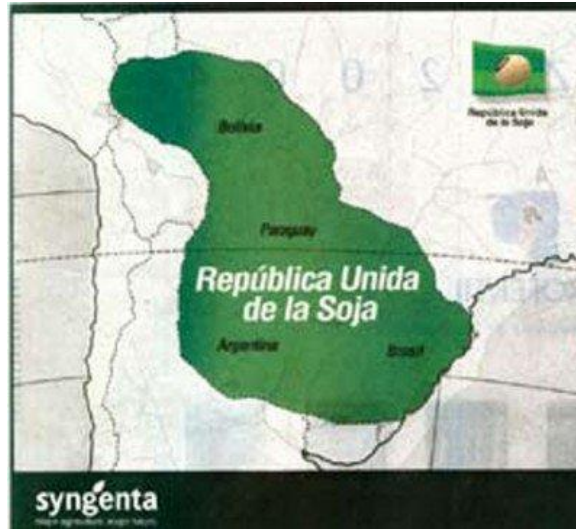 República Unida
de la Soja
Bolivia
Paraguay
República Unida
de la Soja
Argentina
Brasil
syngenta